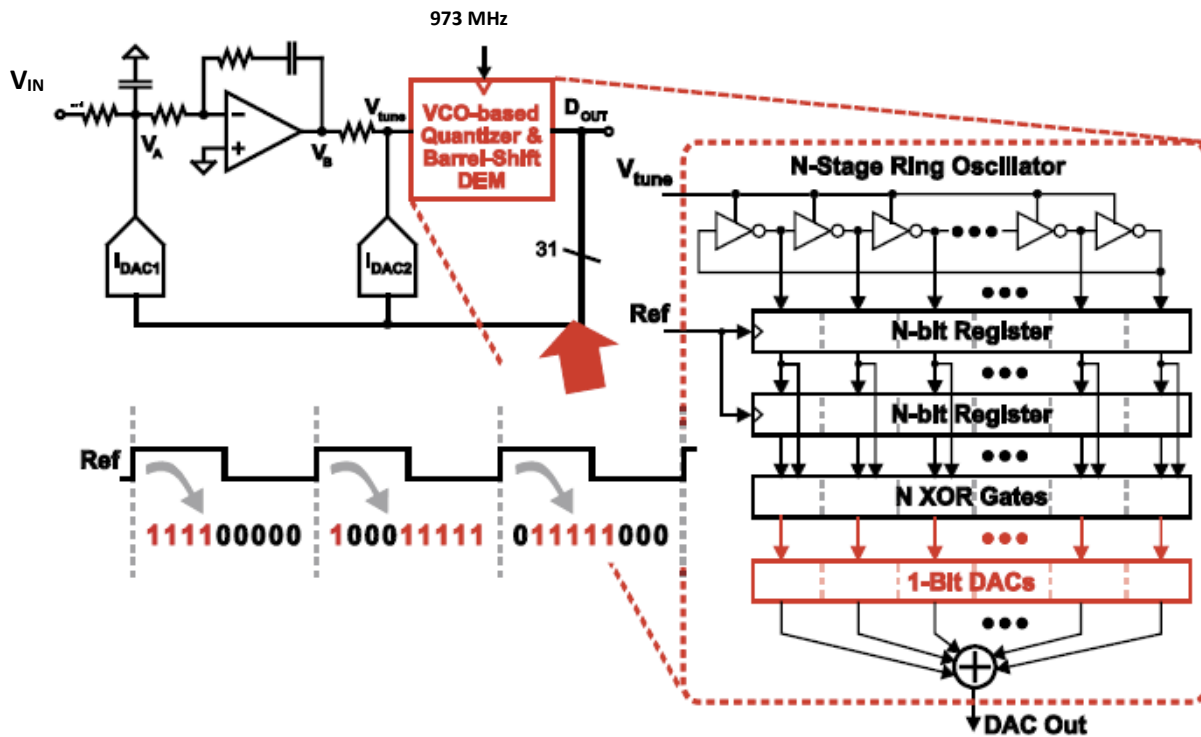 973 MHz
VIN
VA
VB
Vtune
VCO-based
Quantizer &
Barrel-Shift
DEM
DOUT
IDAC1
IDAC2
31
Ref
111100000
100011111
011111000
N-Stage Ring Oscillator
Vtune
Ref
N-bit Register
N-bit Register
N XOR Gates
1-Bit DACs
DAC Out